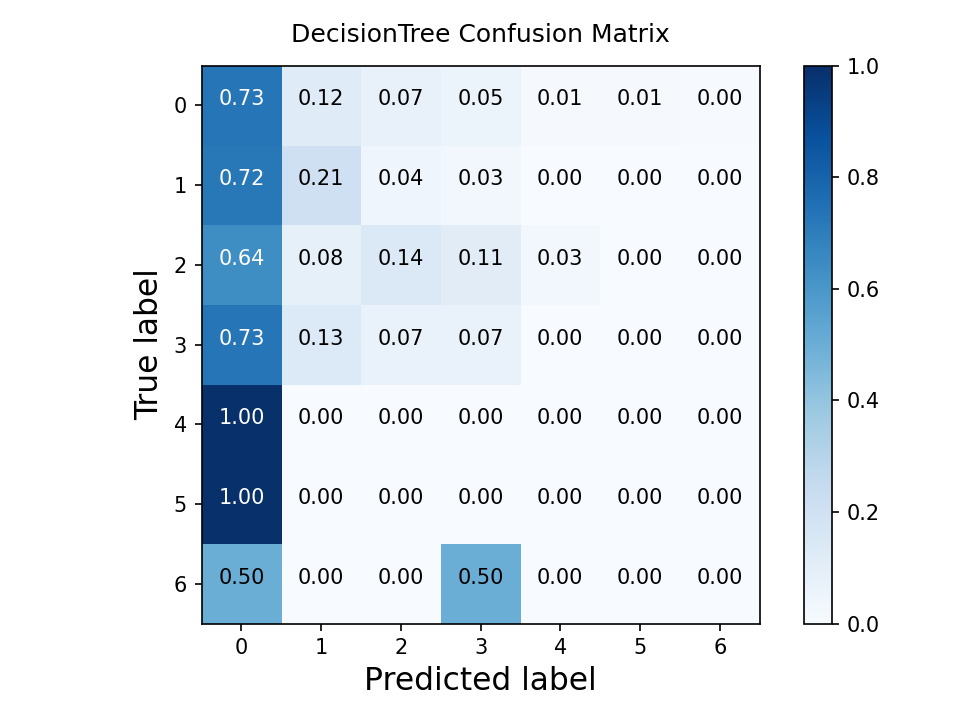 DecisionTree Confusion Matrix
1.0
0 0.73 0.12 0.07 0.05 0.01 0.01 0.00
1 0.72 0.21 0.04 0.03 0.00 0.00 0.00
0.8
2 0.64 0.08 0.14 0.11 0.03 0.00 0.00
0.6
True label
3 0.73 0.13 0.07 0.07 0.00 0.00 0.00
0.4
4 1.00 0.00 0.00 0.00 0.00 0.00 0.00
5 1.00 0.00 0.00 0.00 0.00 0.00 0.00
0.2
6 0.50 0.00 0.00 0.50 0.00 0.00 0.00
0.0
0 1 2 3 4 5 6
Predicted label